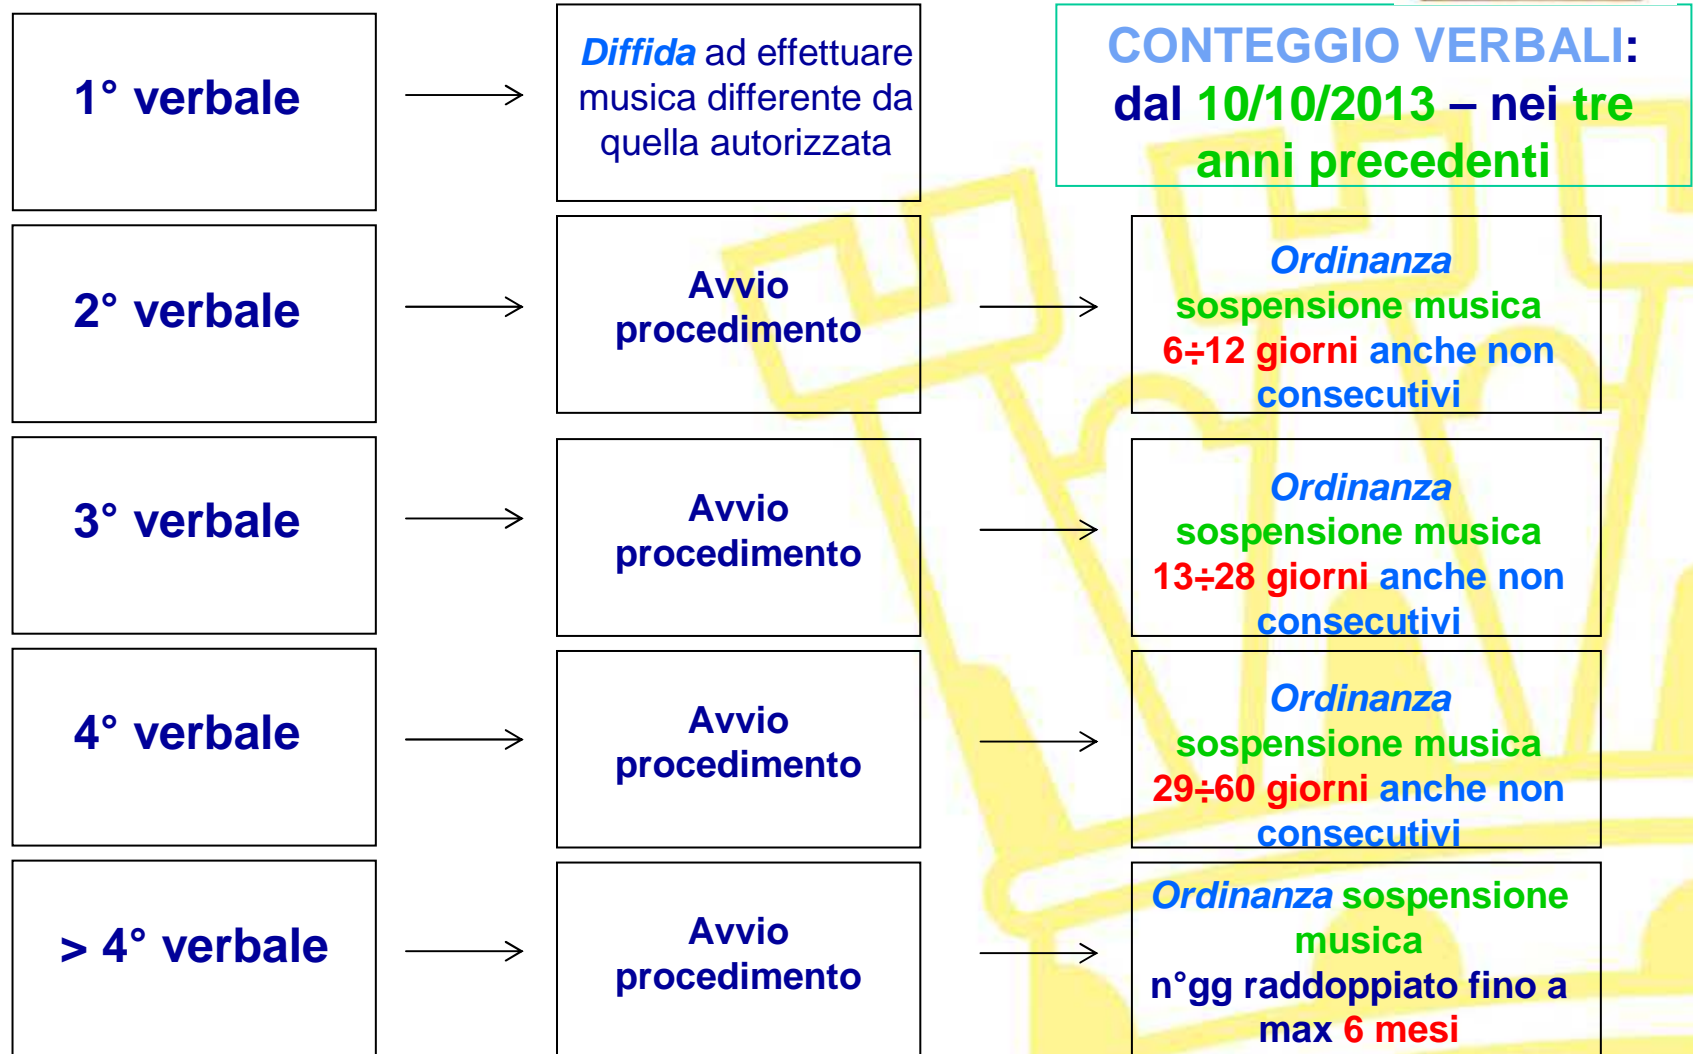 1° verbale
Diffida ad effettuare
musica differente da
quella autorizzata
CONTEGGIO VERBALI:
dal 10/10/2013 – nei tre
anni precedenti
2° verbale
Avvio
procedimento
Ordinanza
sospensione musica
6÷12 giorni anche non
consecutivi
3° verbale
Avvio
procedimento
Ordinanza
sospensione musica
13÷28 giorni anche non
consecutivi
4° verbale
Avvio
procedimento
Ordinanza
sospensione musica
29÷60 giorni anche non
consecutivi
> 4° verbale
Avvio
procedimento
Ordinanza sospensione
musica
n°gg raddoppiato fino a
max 6 mesi